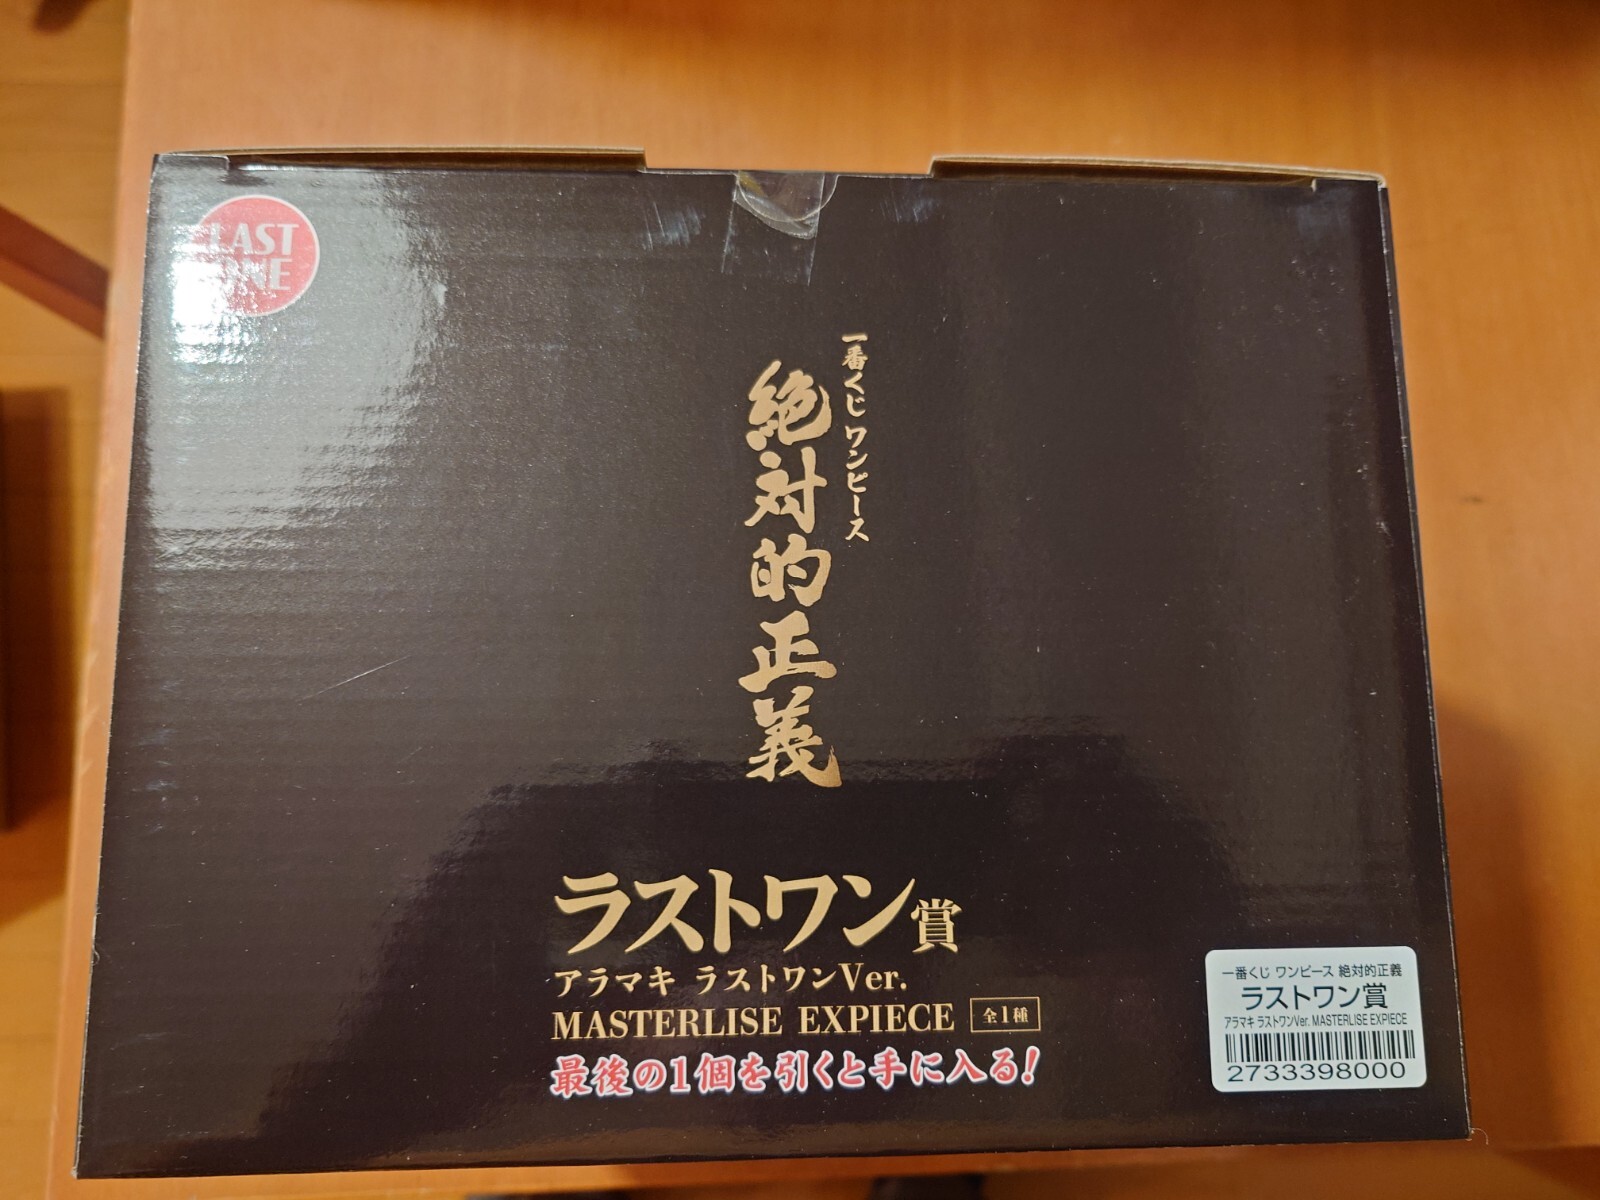 LAST
ONE
一番くじ ワンピース
絶対的正義
ラストワン賞
アラマキ ラストワンVer.
MASTERLISE EXPIECE 全1種
最後の1個を引くと手に入る!
一番くじ ワンピース 絶対的正義
ラストワン賞
アラマキ ラストワンVer. MASTERLISE EXPIECE
2733398000